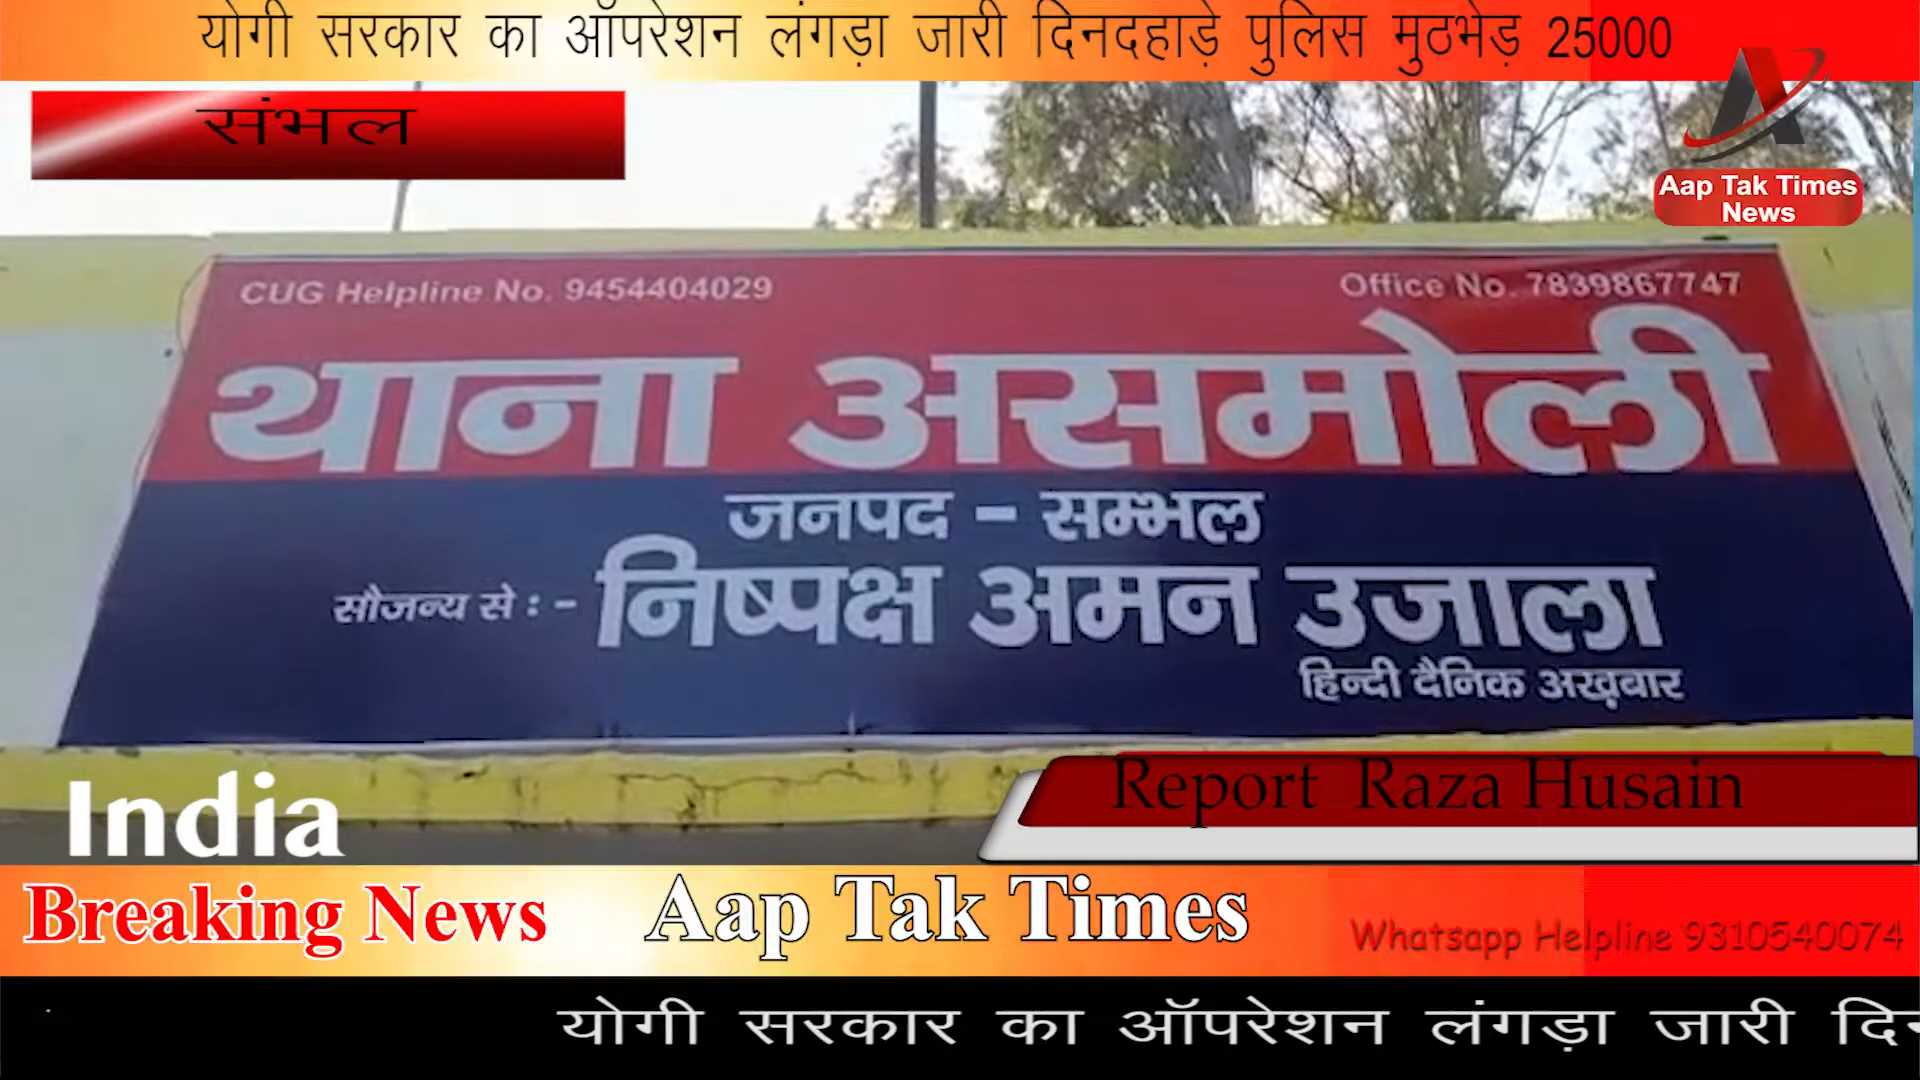 योगी सरकार का ऑपरेशन लंगड़ा जारी दिनदहाड़े पुलिस मुठभेड़ 25000
संभल
Aap Tak Times
News
CUG Helpline No. 9454404029
Office No. 7839867747
थाना असमोली
जनपद - सम्भल
सौजन्य से : - निष्पक्ष अमन उजाला
हिन्दी दैनिक अख़बार
Report Raza Husain
India
Breaking News
Aap Tak Times
Whatsapp Helpline 9310540074
योगी सरकार का ऑपरेशन लंगड़ा जारी